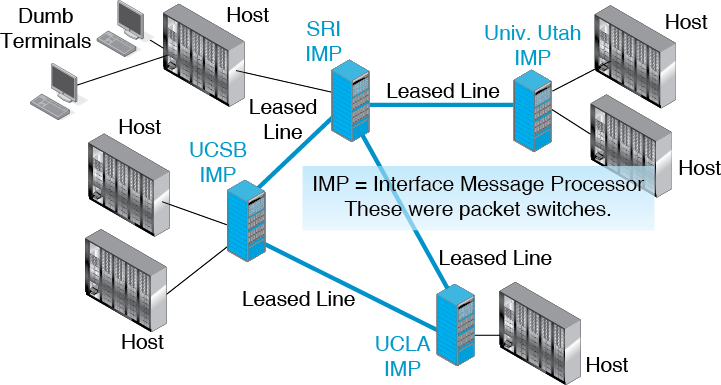 Dumb
Terminals
Host
SRI
IMP
Univ. Utah
IMP
Host
Leased Line
Leased
Line
Host
UCSB
IMP
Host
IMP = Interface Message Processor
These were packet switches.
Leased Line
Leased Line
Host
UCLA
IMP
Host